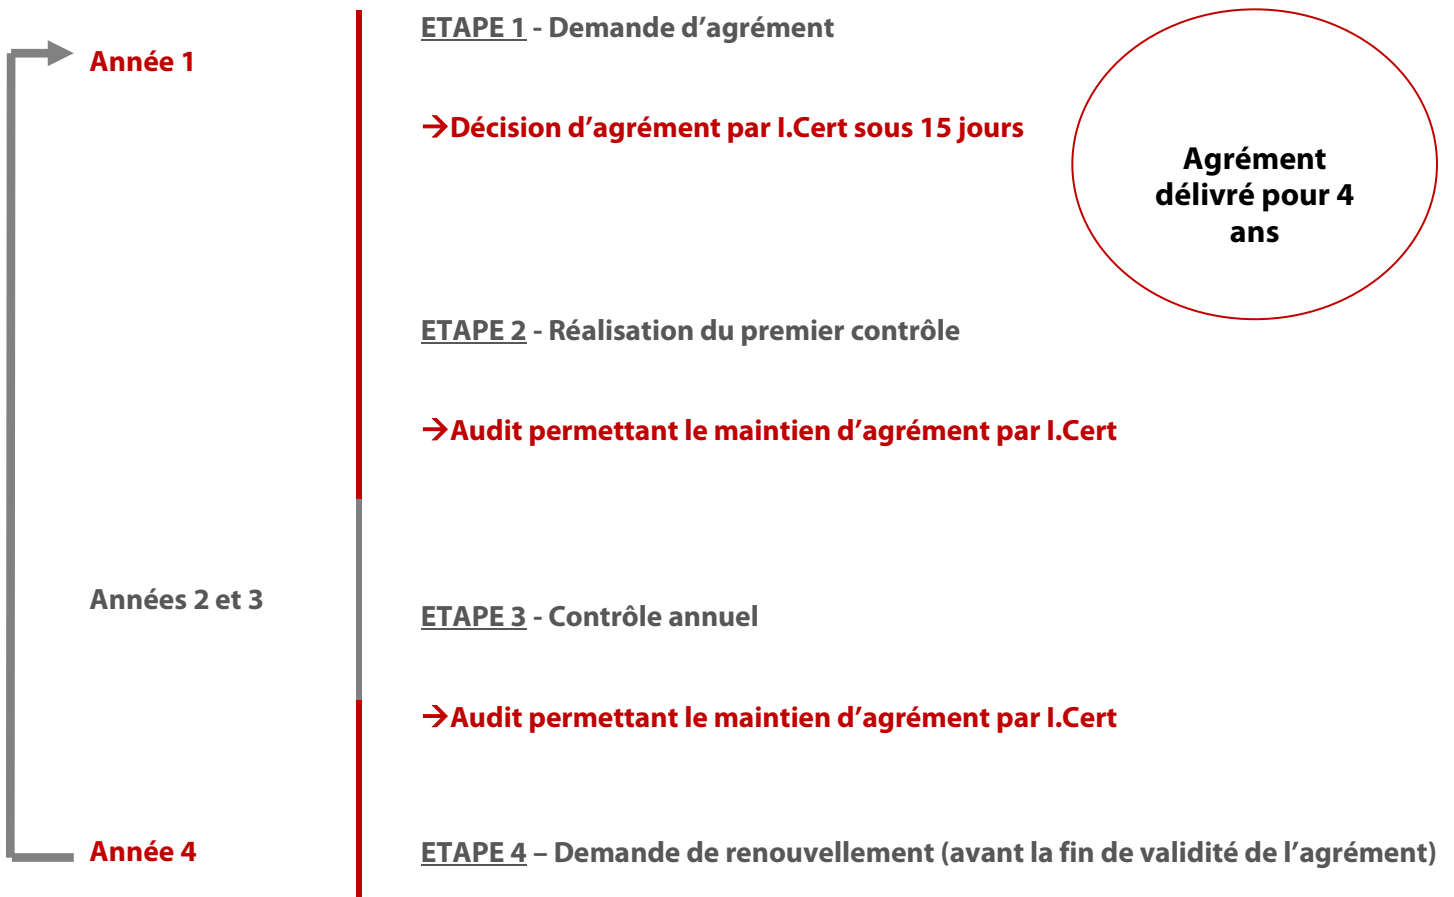 ETAPE 1 - Demande d’agrément
Année 1
→Décision d’agrément par I.Cert sous 15 jours
Agrément
délivré pour 4
ans
ETAPE 2 - Réalisation du premier contrôle
→Audit permettant le maintien d’agrément par I.Cert
Années 2 et 3
ETAPE 3 - Contrôle annuel
→Audit permettant le maintien d’agrément par I.Cert
Année 4
ETAPE 4 – Demande de renouvellement (avant la fin de validité de l’agrément)